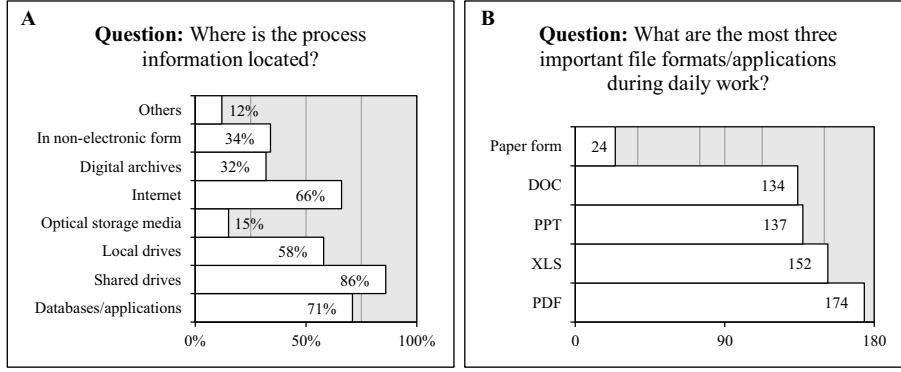 A
Question: Where is the process
information located?
Others
12%
In non-electronic form
34%
Digital archives
32%
Internet
66%
Optical storage media
15%
Local drives
58%
Shared drives
86%
Databases/applications
71%
0%
50%
100%
B
Question: What are the most three
important file formats/applications
during daily work?
Paper form
24
DOC
134
PPT
137
XLS
152
PDF
174
0
90
180